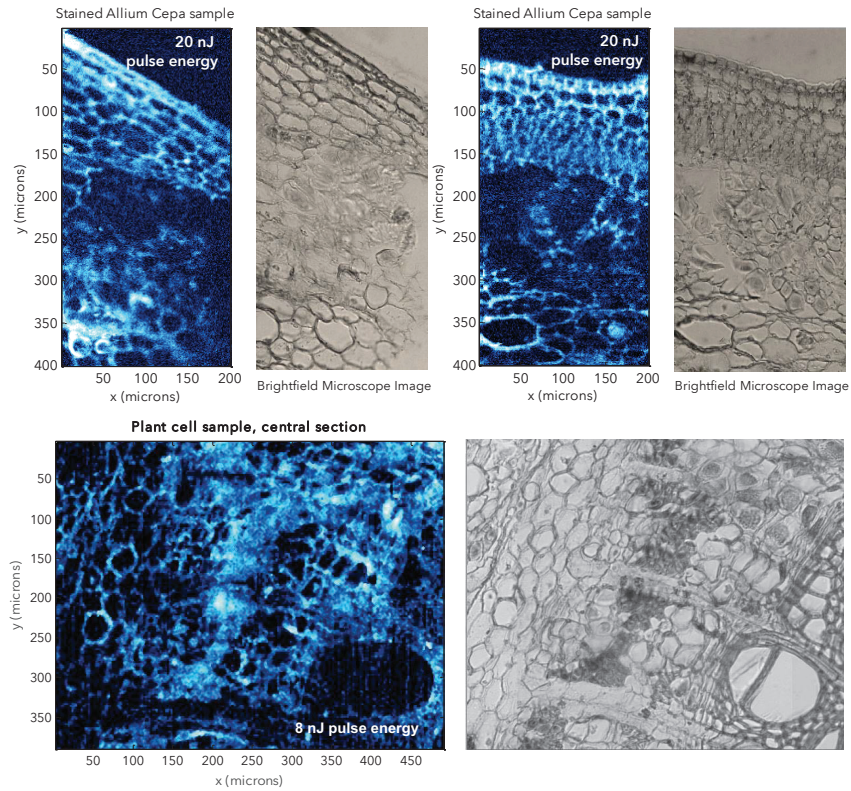 Stained Allium Cepa sample
20 nJ
pulse energy
50
100
150
200
250
300
350
400
y (microns)
50
100
150
200
x (microns)
Brightfield Microscope Image
Stained Allium Cepa sample
20 nJ
pulse energy
50
100
150
200
250
300
350
400
y (microns)
50
100
150
200
x (microns)
Brightfield Microscope Image
Plant cell sample, central section
50
100
150
200
250
300
350
y (microns)
8 nJ pulse energy
50
100
150
200
250
300
350
400
450
x (microns)